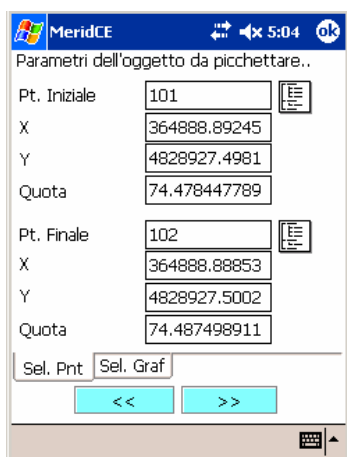 MeridCE 5:04 ok
Parametri dell'oggetto da picchettare..
Pt. Iniziale 101
X 364888.89245
Y 4828927.4981
Quota 74.478447789
Pt. Finale 102
X 364888.88853
Y 4828927.5002
Quota 74.487498911
Sel. Pnt Sel. Graf
<< >>